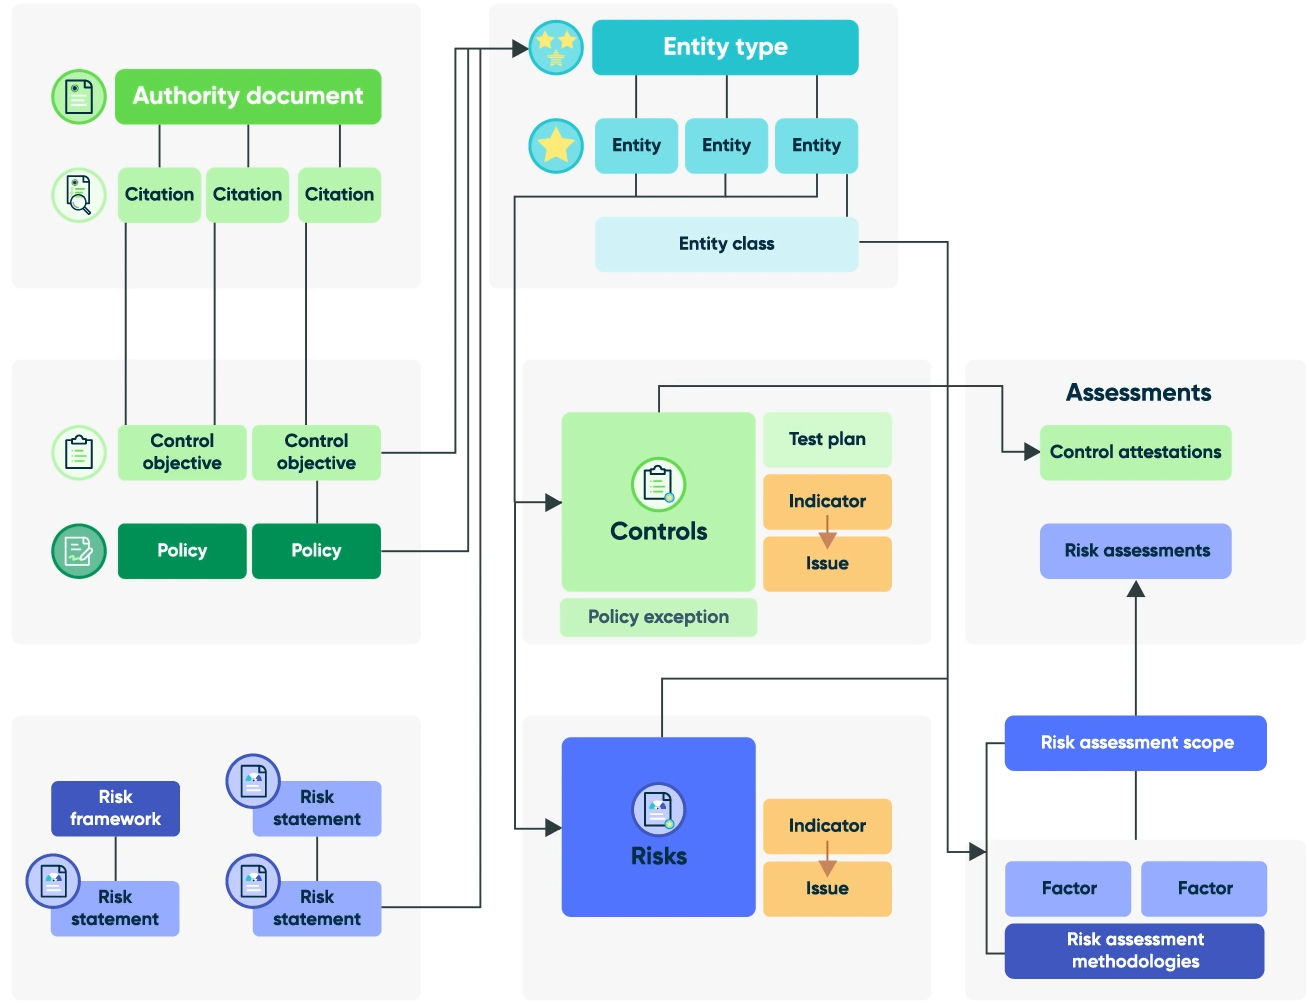 Authority document
Citation
Citation
Citation
Entity type
Entity
Entity
Entity
Entity class
Control
objective
Control
objective
Policy
Policy
Controls
Policy exception
Test plan
Indicator
Issue
Assessments
Control attestations
Risk assessments
Risk
framework
Risk
statement
Risk
statement
Risk
statement
Risks
Indicator
Issue
Risk assessment scope
Factor
Factor
Risk assessment
methodologies